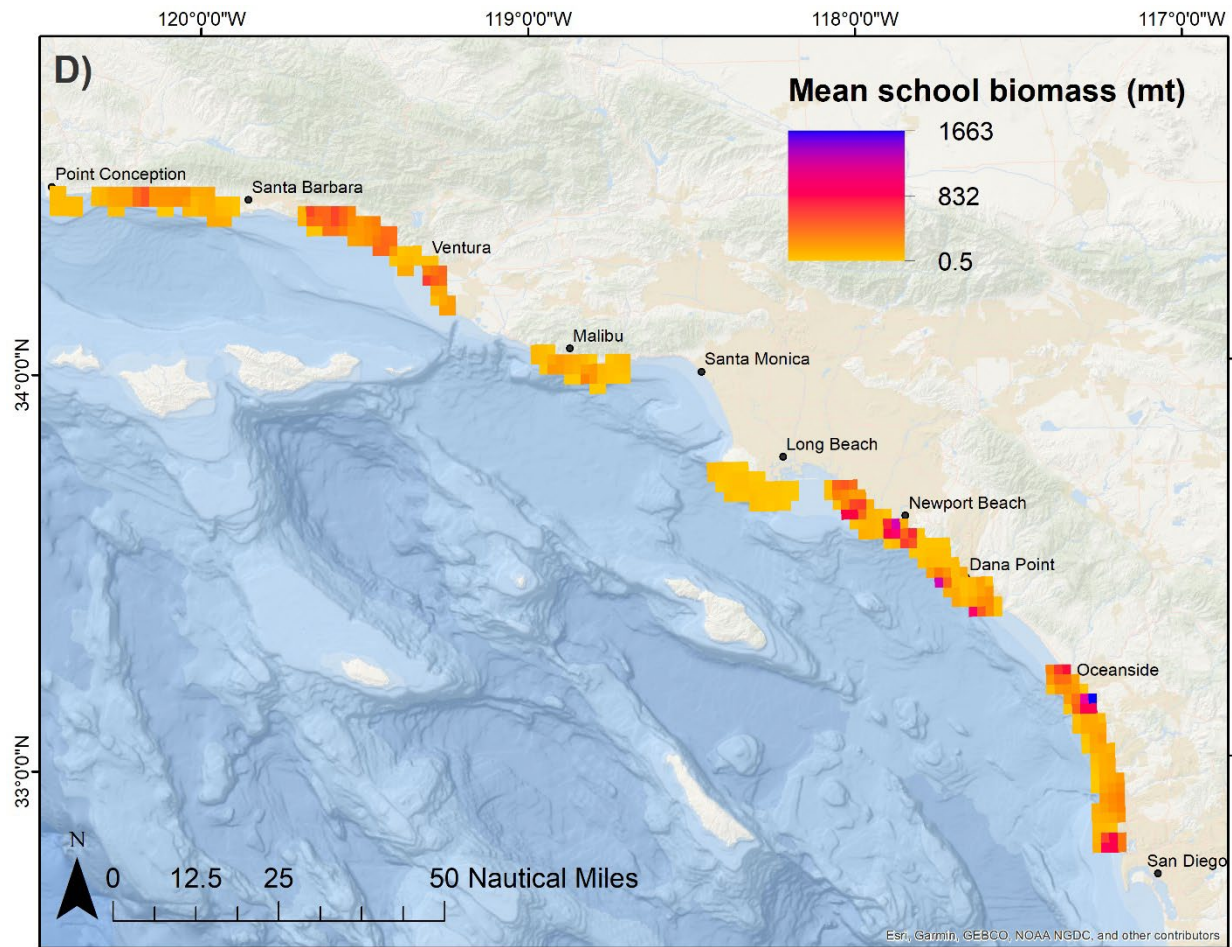 120°0'0"W 119°0'0"W 118°0'0"W 117°0'0"W
D)
Mean school biomass (mt)
1663
832
0.5
Point Conception
Santa Barbara
Ventura
Malibu
Santa Monica
34°0'0"N
Long Beach
Newport Beach
Dana Point
Oceanside
33°0'0"N
San Diego
N
0 12.5 25 50 Nautical Miles
Esri, Garmin, GEBCO, NOAA NGDC, and other contributors